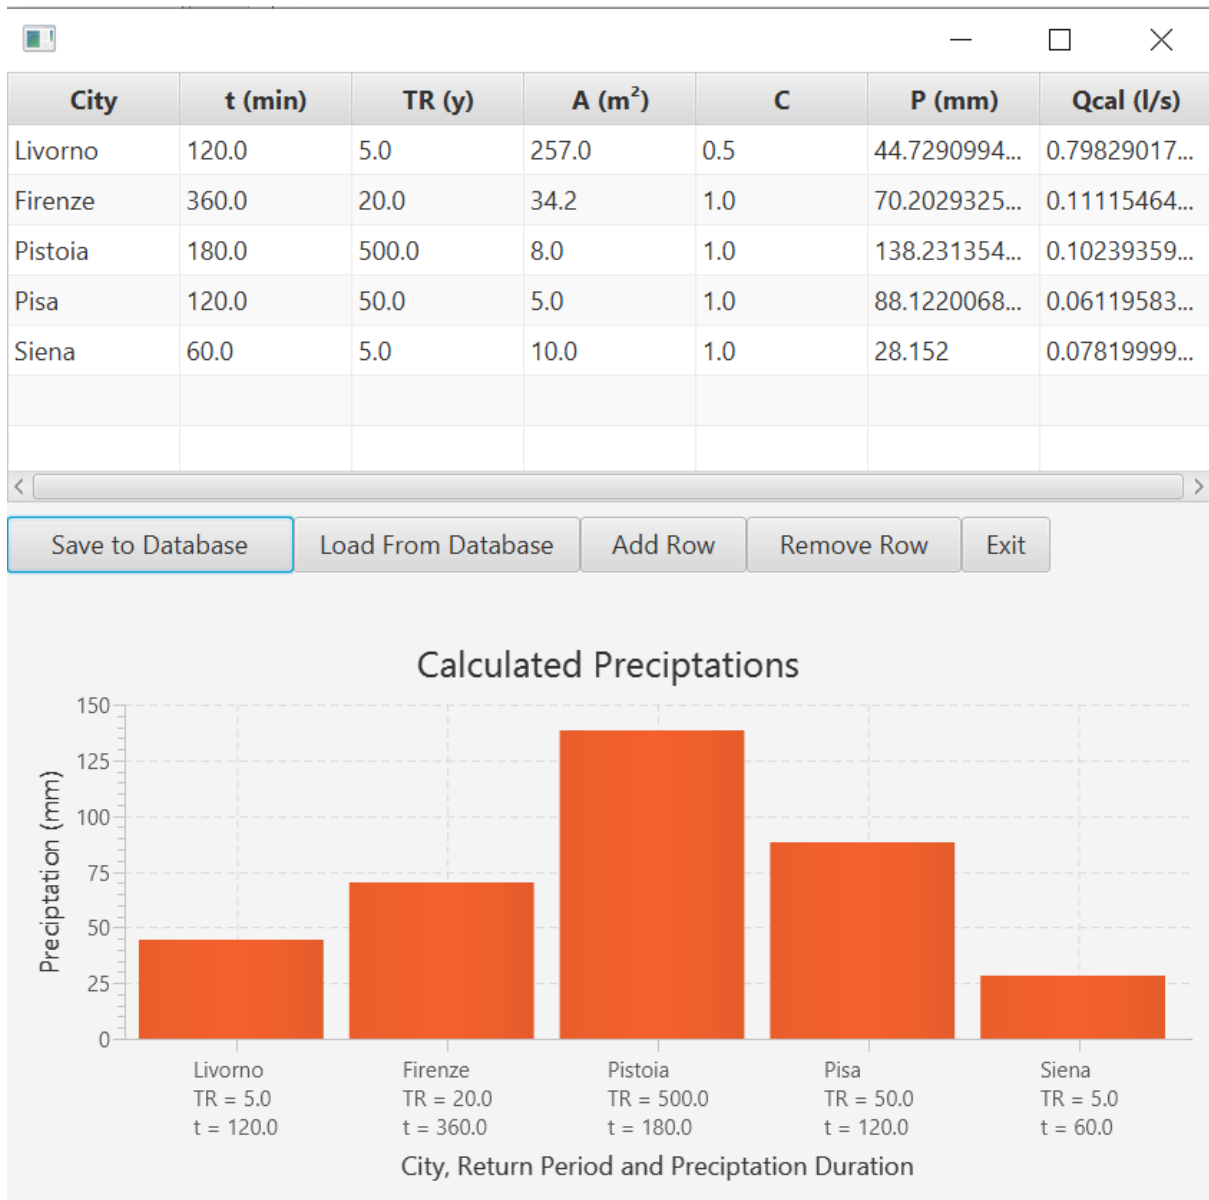 City t (min) TR (y) A (m²) C P (mm) Qcal (l/s)
Livorno 120.0 5.0 257.0 0.5 44.7290994... 0.79829017...
Firenze 360.0 20.0 34.2 1.0 70.2029325... 0.11115464...
Pistoia 180.0 500.0 8.0 1.0 138.231354... 0.10239359...
Pisa 120.0 50.0 5.0 1.0 88.1220068... 0.06119583...
Siena 60.0 5.0 10.0 1.0 28.152 0.07819999...
Save to Database Load From Database Add Row Remove Row Exit
Calculated Preciptations
Preciptation (mm)
150
125
100
75
50
25
0
Livorno Firenze Pistoia Pisa Siena
TR = 5.0 TR = 20.0 TR = 500.0 TR = 50.0 TR = 5.0
t = 120.0 t = 360.0 t = 180.0 t = 120.0 t = 60.0
City, Return Period and Preciptation Duration